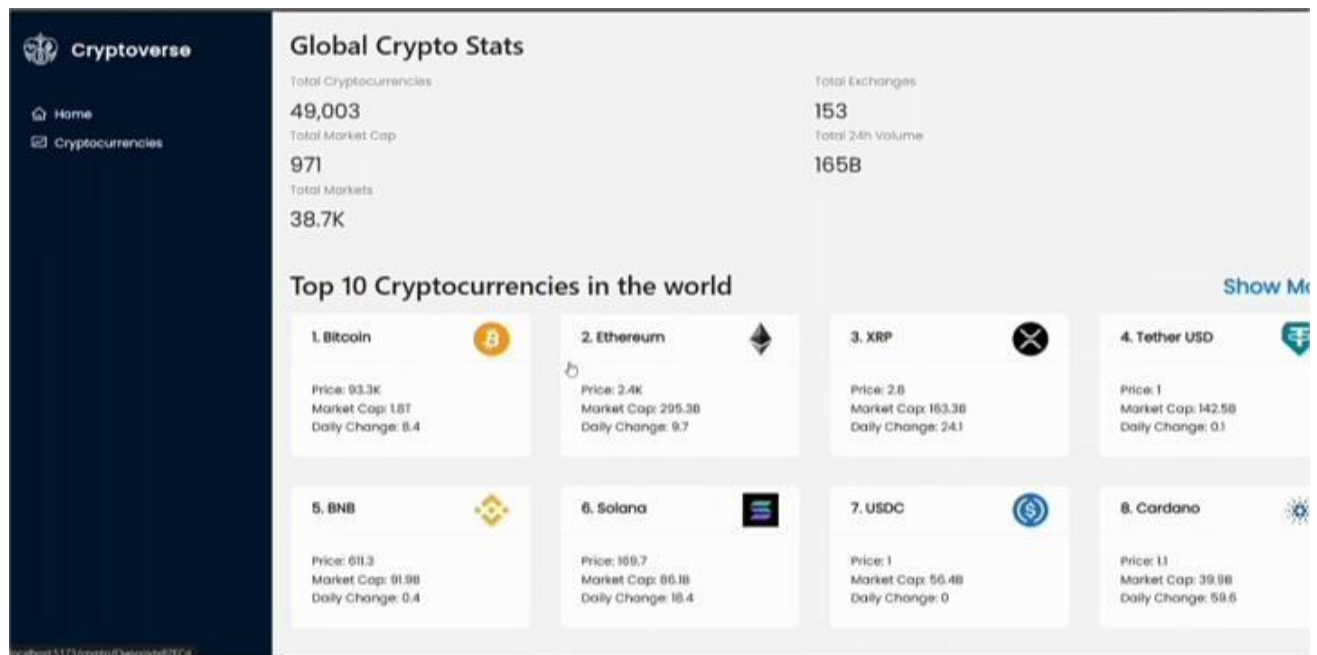 Cryptoverse
Home
Cryptocurrencies
Global Crypto Stats
Total Cryptocurrencies
49,003
Total Exchanges
153
Total Market Cap
971
Total 24h Volume
165B
Total Markets
38.7K
Top 10 Cryptocurrencies in the world
Show Mo
1. Bitcoin
Price: 93.3K
Market Cap: 1.8T
Daily Change: 8.4
2. Ethereum
Price: 2.4K
Market Cap: 295.3B
Daily Change: 9.7
3. XRP
Price: 2.8
Market Cap: 163.3B
Daily Change: 24.1
4. Tether USD
Price: 1
Market Cap: 142.5B
Daily Change: 0.1
5. BNB
Price: 611.3
Market Cap: 91.9B
Daily Change: 0.4
6. Solana
Price: 169.7
Market Cap: 86.1B
Daily Change: 18.4
7. USDC
Price: 1
Market Cap: 56.4B
Daily Change: 0
8. Cardano
Price: 1.1
Market Cap: 39.9B
Daily Change: 59.6